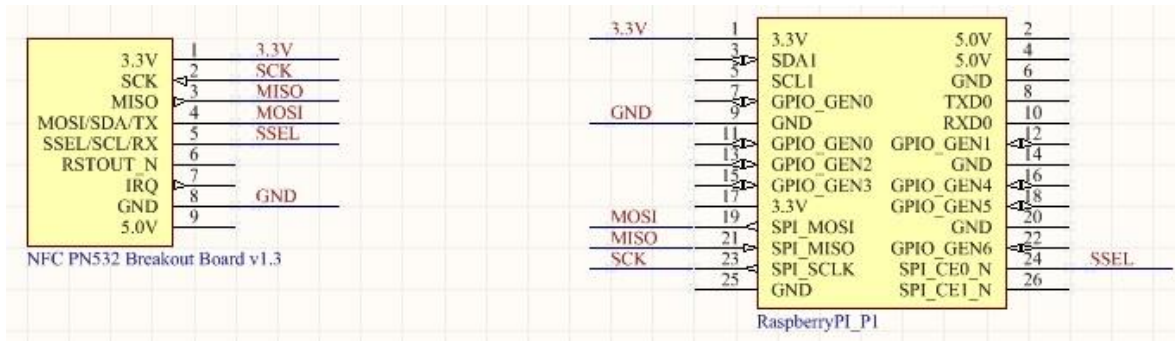 3.3V 1 3.3V
SCK 2 SCK
MISO 3 MISO
MOSI/SDA/TX 4 MOSI
SSEL/SCL/RX 5 SSEL
RSTOUT_N 6
IRQ 7
GND 8 GND
5.0V 9
NFC PN532 Breakout Board v1.3
3.3V 1 3.3V 5.0V 2
3 SDA1 5.0V 4
5 SCL1 GND 6
7 GPIO_GEN0 TXD0 8
GND 9 GND RXD0 10
11 GPIO_GEN0 GPIO_GEN1 12
13 GPIO_GEN2 GND 14
15 GPIO_GEN3 GPIO_GEN4 16
17 3.3V GPIO_GEN5 18
MOSI 19 SPI_MOSI GND 20
MISO 21 SPI_MISO GPIO_GEN6 22
SCK 23 SPI_SCLK SPI_CE0_N 24 SSEL
25 GND SPI_CE1_N 26
RaspberryPI_P1